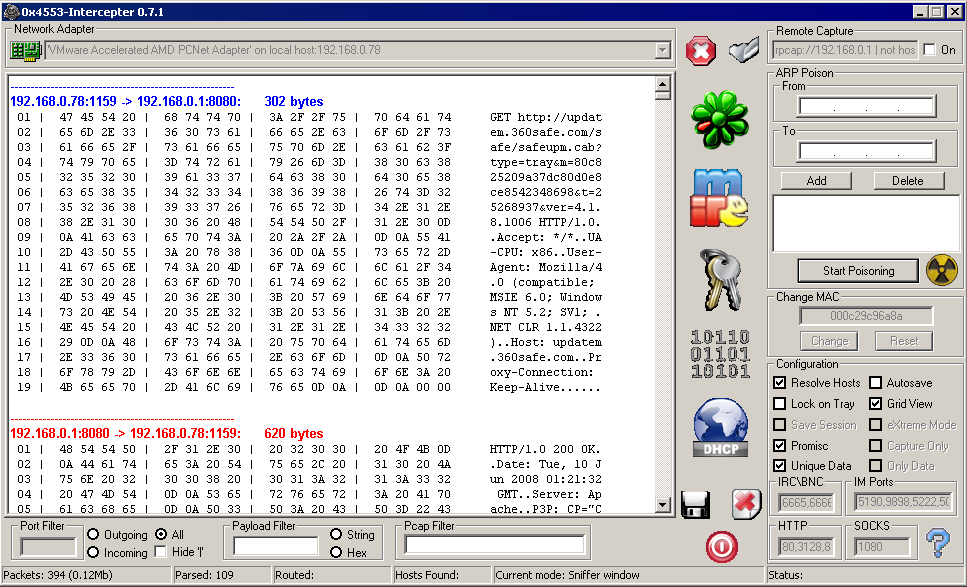 0x4553-Intercepter 0.7.1
Network Adapter
'VMware Accelerated AMD PCNet Adapter' on local host:192.168.0.78
192.168.0.78:1159 -> 192.168.0.1:8080: 302 bytes
01 | 47 45 54 20 | 68 74 74 70 | 3A 2F 2F 75 | 70 64 61 74 GET http://updat
02 | 65 6D 2E 33 | 36 30 73 61 | 66 65 2E 63 | 6F 6D 2F 73 em.360safe.com/s
03 | 61 66 65 2F | 73 61 66 65 | 75 70 6D 2E | 63 61 62 3F afe/safeupm.cab?
04 | 74 79 70 65 | 3D 74 72 61 | 79 26 6D 3D | 38 30 63 38 type=tray&m=80c8
05 | 32 35 32 30 | 39 61 33 37 | 64 63 38 30 | 64 30 65 38 25209a37dc80d0e8
06 | 63 65 38 35 | 34 32 33 34 | 38 36 39 38 | 26 74 3D 32 ce8542348698&t=2
07 | 35 32 36 38 | 39 33 37 26 | 76 65 72 3D | 34 2E 31 2E 5268937&ver=4.1.
08 | 38 2E 31 30 | 30 36 20 48 | 54 54 50 2F | 31 2E 30 0D 8.1006 HTTP/1.0.
09 | 0A 41 63 63 | 65 70 74 3A | 20 2A 2F 2A | 0D 0A 55 41 .Accept: */*..UA
10 | 2D 43 50 55 | 3A 20 78 38 | 36 0D 0A 55 | 73 65 72 2D -CPU: x86..User-
11 | 41 67 65 6E | 74 3A 20 4D | 6F 7A 69 6C | 6C 61 2F 34 Agent: Mozilla/4
12 | 2E 30 20 28 | 63 6F 6D 70 | 61 74 69 62 | 6C 65 3B 20 .0 (compatible; 
13 | 4D 53 49 45 | 20 36 2E 30 | 3B 20 57 69 | 6E 64 6F 77 MSIE 6.0; Window
14 | 73 20 4E 54 | 20 35 2E 32 | 3B 20 53 56 | 31 3B 20 2E s NT 5.2; SV1; .
15 | 4E 45 54 20 | 43 4C 52 20 | 31 2E 31 2E | 34 33 32 32 NET CLR 1.1.4322
16 | 29 0D 0A 48 | 6F 73 74 3A | 20 75 70 64 | 61 74 65 6D )..Host: updatem
17 | 2E 33 36 30 | 73 61 66 65 | 2E 63 6F 6D | 0D 0A 50 72 .360safe.com..Pr
18 | 6F 78 79 2D | 43 6F 6E 6E | 65 63 74 69 | 6F 6E 3A 20 oxy-Connection: 
19 | 4B 65 65 70 | 2D 41 6C 69 | 76 65 0D 0A | 0D 0A 00 00 Keep-Alive......
192.168.0.1:8080 -> 192.168.0.78:1159: 620 bytes
01 | 48 54 54 50 | 2F 31 2E 30 | 20 32 30 30 | 20 4F 4B 0D HTTP/1.0 200 OK.
02 | 0A 44 61 74 | 65 3A 20 54 | 75 65 2C 20 | 31 30 20 4A .Date: Tue, 10 J
03 | 75 6E 20 32 | 30 30 38 20 | 30 31 3A 32 | 31 3A 33 32 un 2008 01:21:32
04 | 20 47 4D 54 | 0D 0A 53 65 | 72 76 65 72 | 3A 20 41 70 GMT..Server: Ap
05 | 61 63 68 65 | 0D 0A 50 33 | 50 3A 20 43 | 50 3D 22 43 ache..P3P: CP="C
Port Filter
Outgoing
All
Incoming
Hide '|'
Payload Filter
String
Hex
Pcap Filter
mIRC
10110
01101
10101
DHCP
Remote Capture
rpcap://192.168.0.1 | not hos
On
ARP Poison
From
. . .
To
. . .
Add
Delete
Start Poisoning
Change MAC
000c29c96a8a
Change
Reset
Configuration
Resolve Hosts
Autosave
Lock on Tray
Grid View
Save Session
eXtreme Mode
Promisc
Capture Only
Unique Data
Only Data
IRC\BNC
IM Ports
6665,6666
5190,9898,5222,50
HTTP
SOCKS
80,3128,8
1080
Packets: 394 (0.12Mb)
Parsed: 109
Routed:
Hosts Found:
Current mode: Sniffer window
Status: